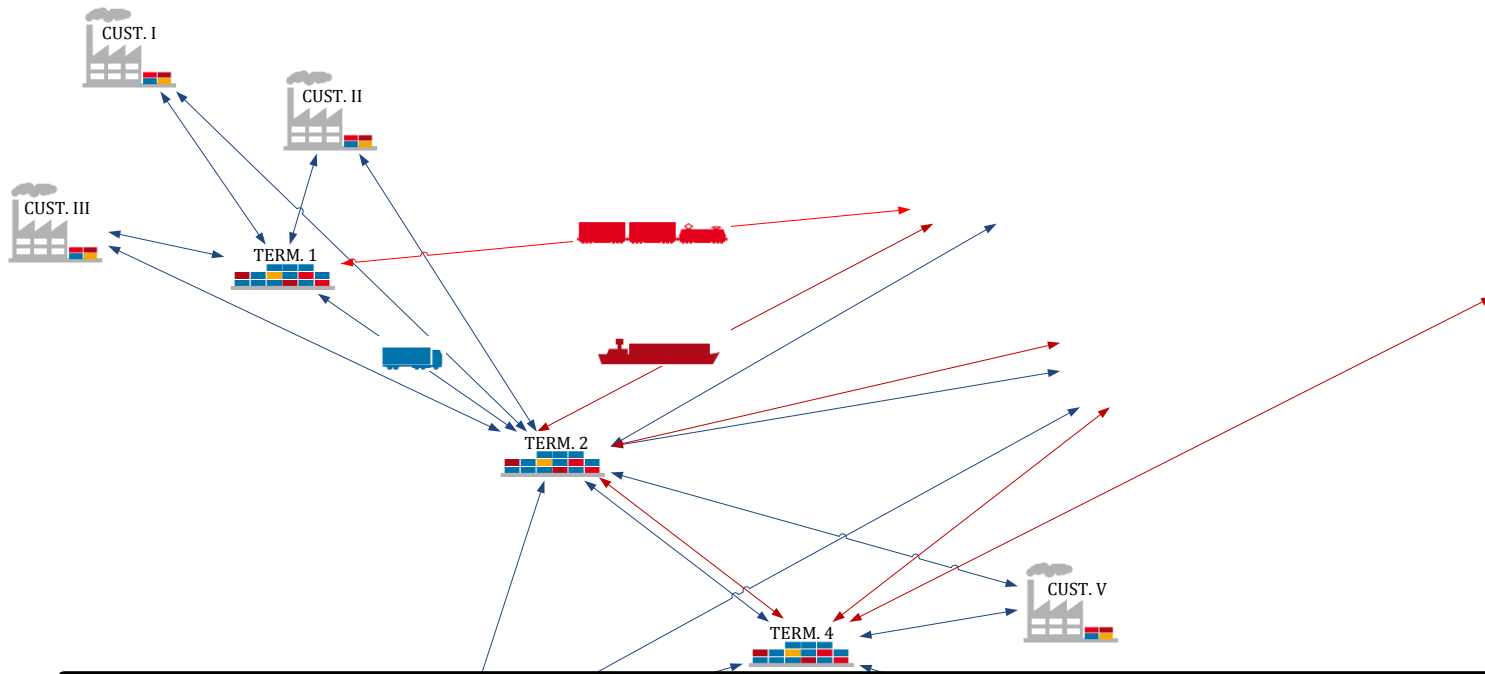 CUST. I
CUST. II
CUST. III
TERM. 1
TERM. 2
CUST. V
TERM. 4